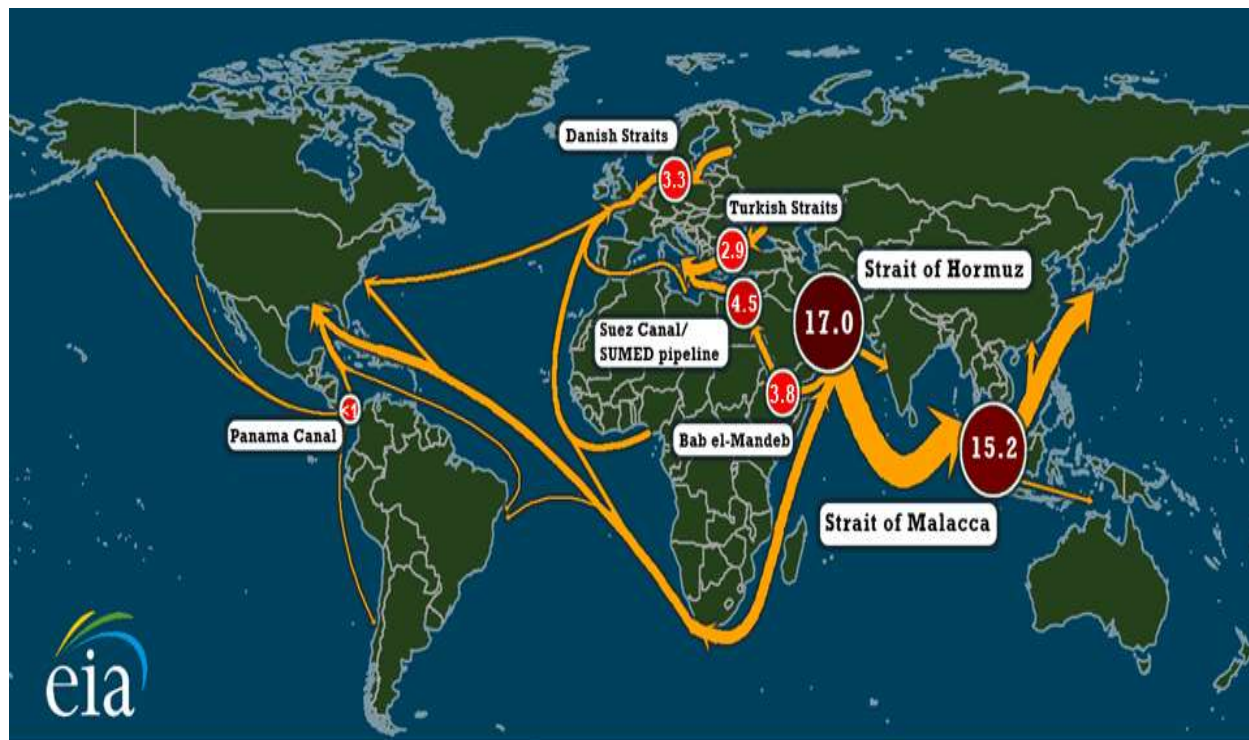 Danish Straits
3.3
Turkish Straits
2.9
Strait of Hormuz
4.5
17.0
Suez Canal/
SUMED pipeline
3.8
<1
Panama Canal
Bab el-Mandeb
15.2
Strait of Malacca
eia